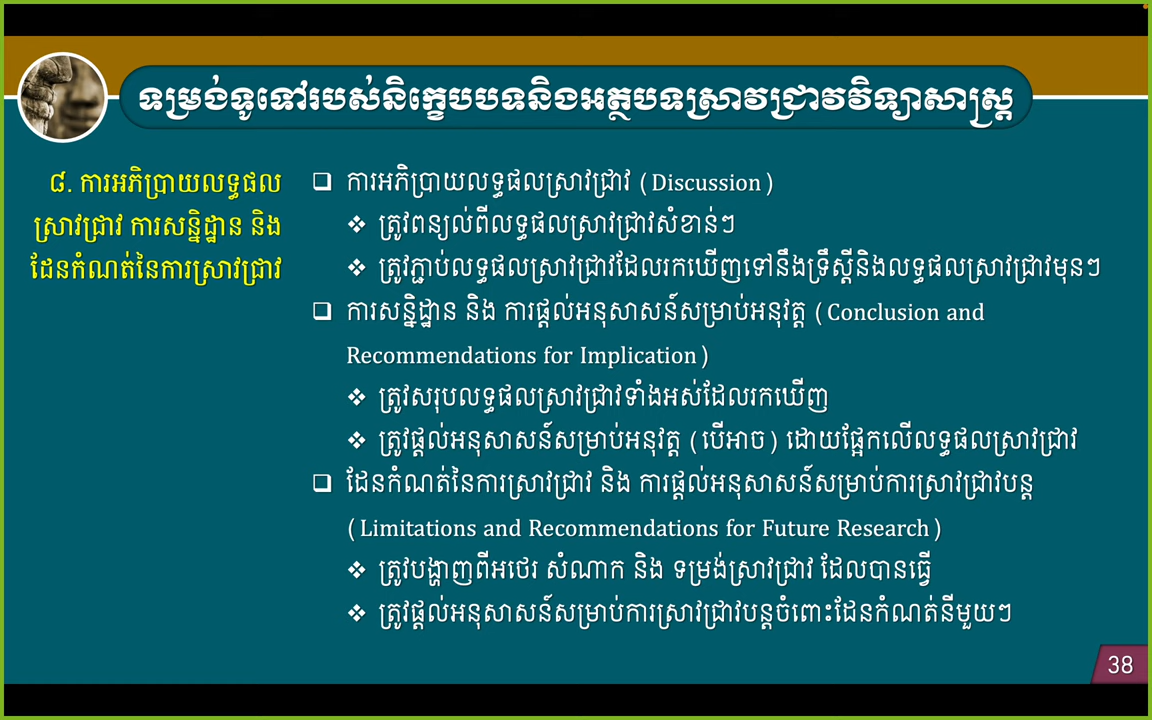 ទម្រង់ទូទៅរបស់និក្ខេបបទនិងអត្ថបទស្រាវជ្រាវវិទ្យាសាស្ត្រ
៨. ការអភិប្រាយលទ្ធផល
ស្រាវជ្រាវ ការសន្និដ្ឋាន និង
ដែនកំណត់នៃការស្រាវជ្រាវ
❑ ការអភិប្រាយលទ្ធផលស្រាវជ្រាវ (Discussion)
❖ ត្រូវពន្យល់ពីលទ្ធផលស្រាវជ្រាវសំខាន់ៗ
❖ ត្រូវភ្ជាប់លទ្ធផលស្រាវជ្រាវដែលរកឃើញទៅនឹងទ្រឹស្តីនិងលទ្ធផលស្រាវជ្រាវមុនៗ
❑ ការសន្និដ្ឋាន និង ការផ្តល់អនុសាសន៍សម្រាប់អនុវត្ត (Conclusion and
Recommendations for Implication)
❖ ត្រូវសរុបលទ្ធផលស្រាវជ្រាវទាំងអស់ដែលរកឃើញ
❖ ត្រូវផ្តល់អនុសាសន៍សម្រាប់អនុវត្ត (បើអាច) ដោយផ្អែកលើលទ្ធផលស្រាវជ្រាវ
❑ ដែនកំណត់នៃការស្រាវជ្រាវ និង ការផ្តល់អនុសាសន៍សម្រាប់ការស្រាវជ្រាវបន្ត
(Limitations and Recommendations for Future Research)
❖ ត្រូវបង្ហាញពីអថេរ សំណាក និង ទម្រង់ស្រាវជ្រាវ ដែលបានធ្វើ
❖ ត្រូវផ្តល់អនុសាសន៍សម្រាប់ការស្រាវជ្រាវបន្តចំពោះដែនកំណត់នីមួយៗ
38